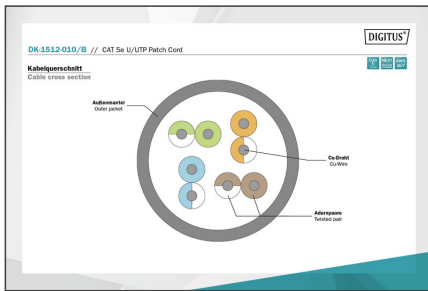 DIGITUS®
DK-1512-010/B // CAT 5e U/UTP Patch Cord
Kabelquerschnitt
Cable cross section
Außenmantel
Outer jacket
Cu-Draht
Cu-Wire
Adernpaare
Twisted pair